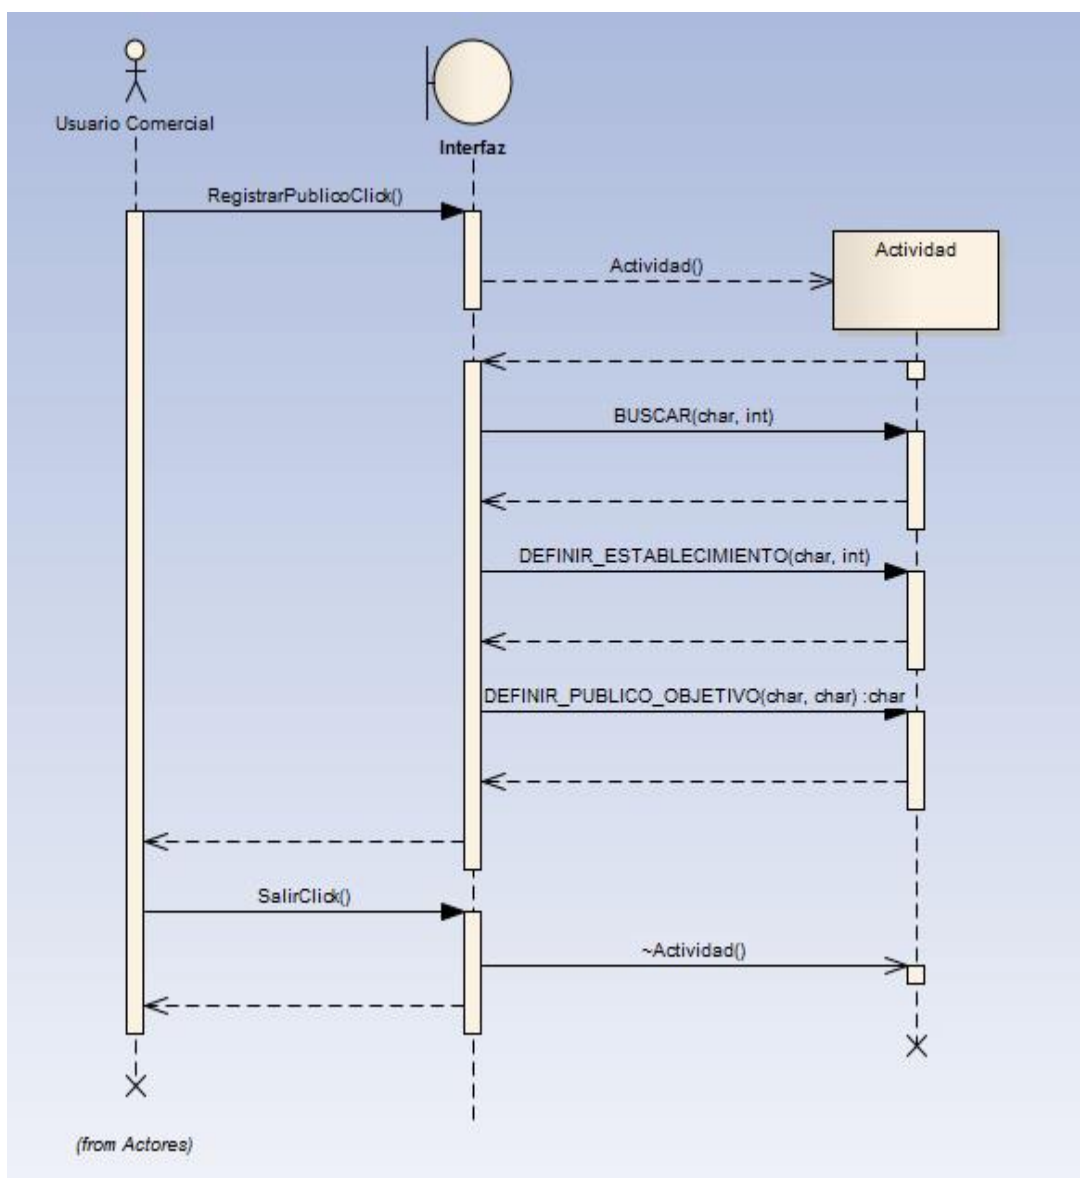 Usuario Comercial
Interfaz
RegistrarPublicoClick()
Actividad
Actividad()
BUSCAR(char, int)
DEFINIR_ESTABLECIMIENTO(char, int)
DEFINIR_PUBLICO_OBJETIVO(char, char) :char
SalirClick()
~Actividad()
(from Actores)